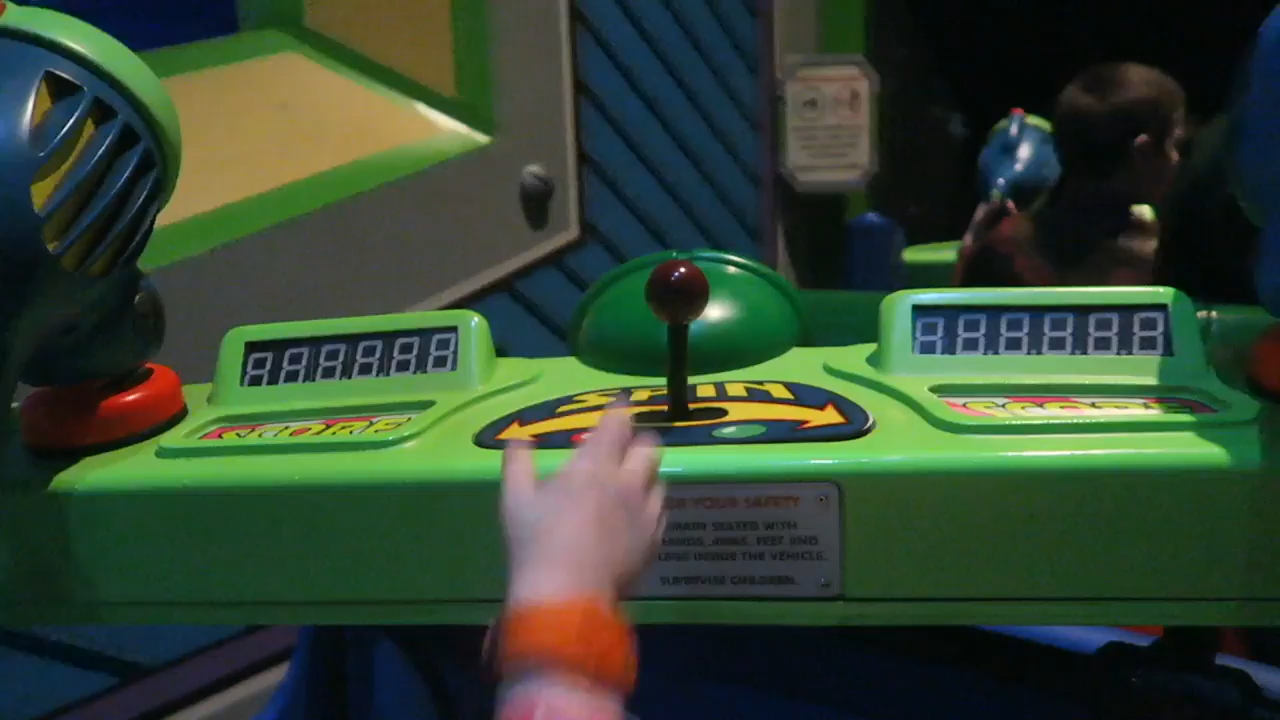 SPIN
SCORE
SCORE
FOR YOUR SAFETY
REMAIN SEATED WITH
HANDS, ARMS, FEET AND
LEGS INSIDE THE VEHICLE.
SUPERVISE CHILDREN.